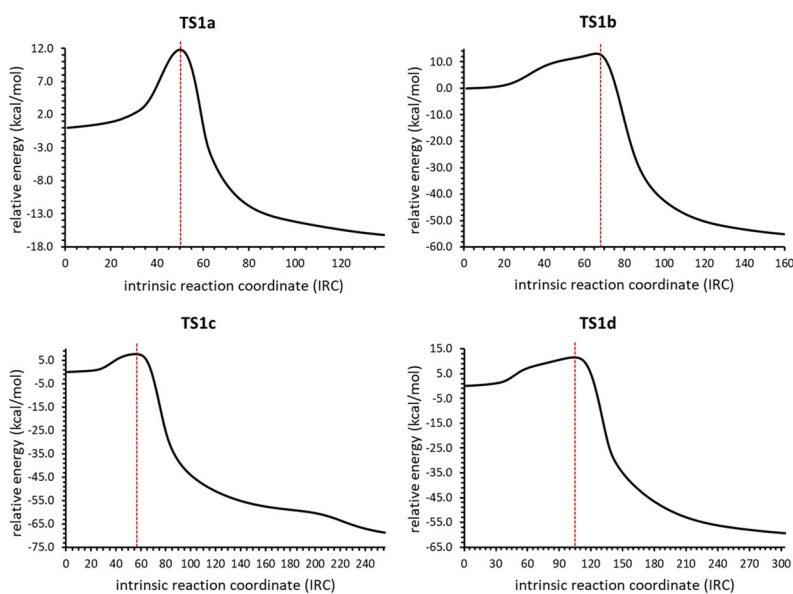 TS1a
relative energy (kcal/mol)
12.0
7.0
2.0
-3.0
-8.0
-13.0
-18.0
0 20 40 60 80 100 120
intrinsic reaction coordinate (IRC)
TS1b
relative energy (kcal/mol)
10.0
0.0
-10.0
-20.0
-30.0
-40.0
-50.0
-60.0
0 20 40 60 80 100 120 140 160
intrinsic reaction coordinate (IRC)
TS1c
relative energy (kcal/mol)
5.0
-5.0
-15.0
-25.0
-35.0
-45.0
-55.0
-65.0
-75.0
0 20 40 60 80 100 120 140 160 180 200 220 240
intrinsic reaction coordinate (IRC)
TS1d
relative energy (kcal/mol)
15.0
5.0
-5.0
-15.0
-25.0
-35.0
-45.0
-55.0
-65.0
0 30 60 90 120 150 180 210 240 270 300
intrinsic reaction coordinate (IRC)